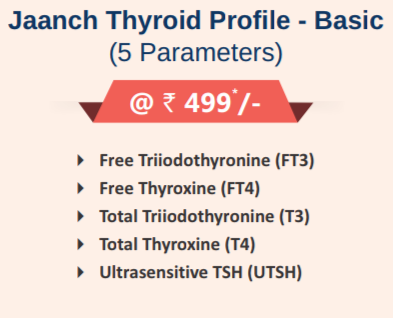 Jaanch Thyroid Profile - Basic
(5 Parameters)
@ ₹ 499*/-
Free Triiodothyronine (FT3)
Free Thyroxine (FT4)
Total Triiodothyronine (T3)
Total Thyroxine (T4)
Ultrasensitive TSH (UTSH)